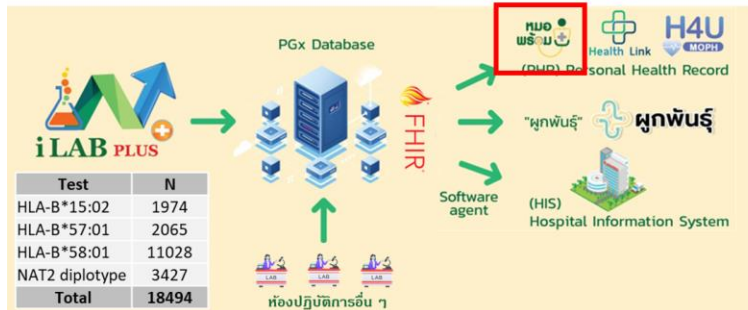 หมอ
พร้อม
Health Link
H4U
MOPH
PGx Database
(PHR) Personal Health Record
FHIR
"ผูกพันธุ์"
ผูกพันธุ์
iLAB PLUS
Software
agent
(HIS)
Hospital Information System
Test N
HLA-B*15:02 1974
HLA-B*57:01 2065
HLA-B*58:01 11028
NAT2 diplotype 3427
Total 18494
LAB LAB LAB
ห้องปฏิบัติการอื่น ๆ